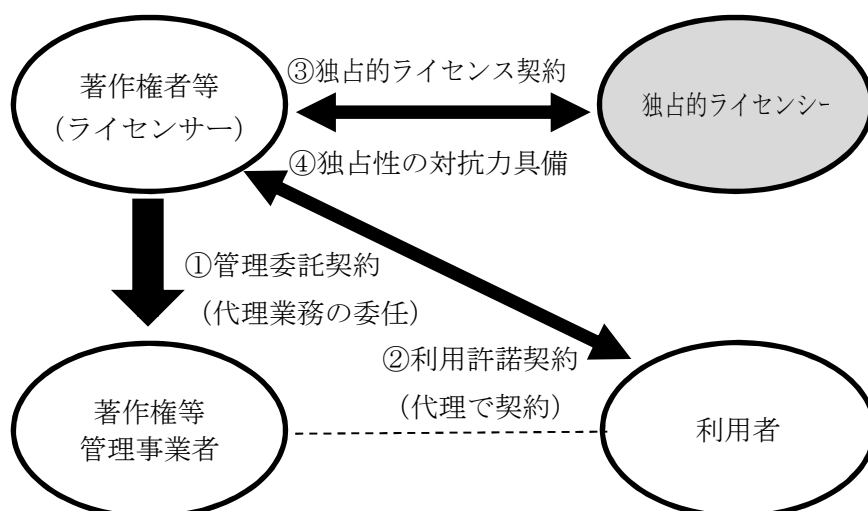 著作権者等
（ライセンサー）
③独占的ライセンス契約
④独占性の対抗力具備
独占的ライセンシー
①管理委託契約
（代理業務の委任）
②利用許諾契約
（代理で契約）
著作権等
管理事業者
利用者